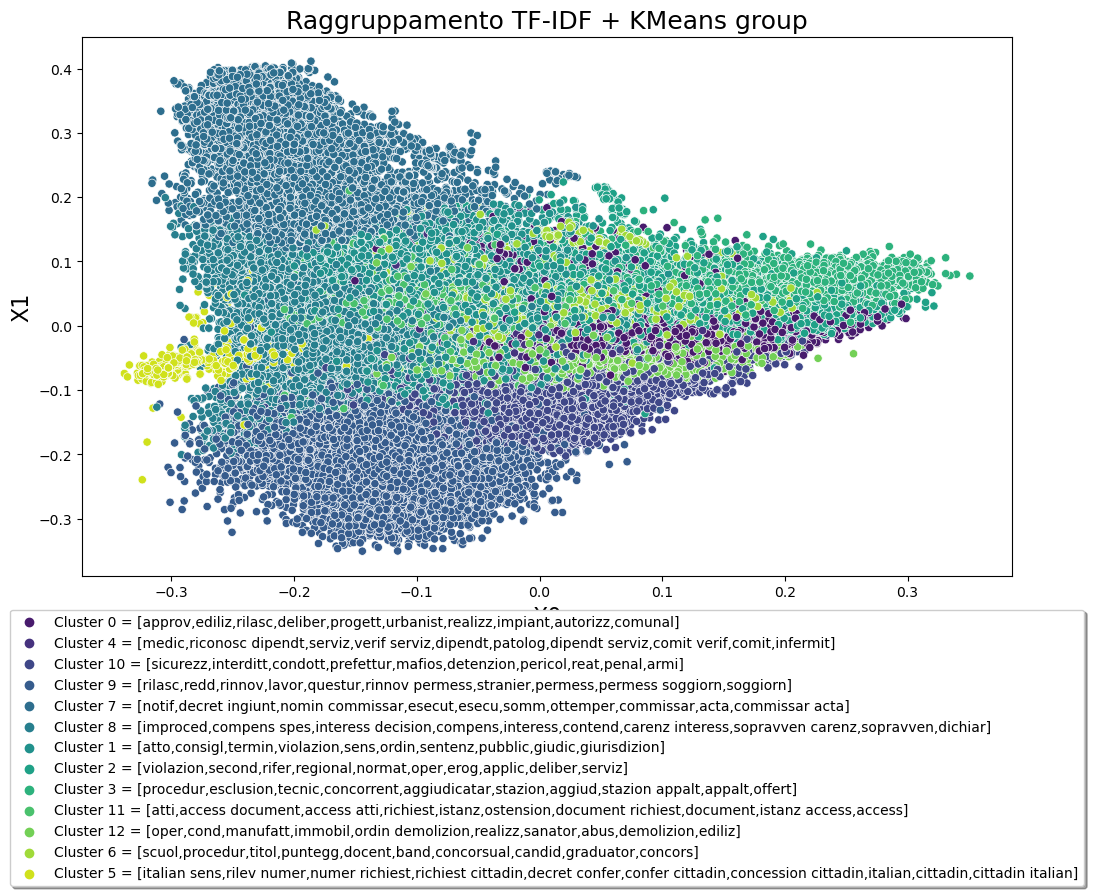 Raggruppamento TF-IDF + KMeans group
0.4
0.3
0.2
0.1
0.0
−0.1
−0.2
−0.3
X1
−0.3 −0.2 −0.1 0.0 0.1 0.2 0.3
Cluster 0 = [approv,ediliz,rilasc,deliber,progett,urbanist,realizz,impiant,autorizz,comunal]
Cluster 4 = [medic,riconosc dipendt,serviz,verif serviz,dipendt,patolog,dipendt serviz,comit verif,comit,infermit]
Cluster 10 = [sicurezz,interditt,condott,prefettur,mafios,detenzion,pericol,reat,penal,armi]
Cluster 9 = [rilasc,redd,rinnov,lavor,questur,rinnov permess,stranier,permess,permess soggiorn,soggiorn]
Cluster 7 = [notif,decret ingiunt,nomin commissar,esecut,esecu,somm,ottemper,commissar,acta,commissar acta]
Cluster 8 = [improced,compens spes,interess decision,compens,interess,contend,carenz interess,sopravven carenz,sopravven,dichiar]
Cluster 1 = [atto,consigl,termin,violazion,sens,ordin,sentenz,pubblic,giudic,giurisdizion]
Cluster 2 = [violazion,second,rifer,regional,normat,oper,erog,applic,deliber,serviz]
Cluster 3 = [procedur,esclusion,tecnic,concorrent,aggiudicatar,stazion,aggiud,stazion appalt,appalt,offert]
Cluster 11 = [atti,access document,access atti,richiest,istanz,ostension,document richiest,document,istanz access,access]
Cluster 12 = [oper,cond,manufatt,immobil,ordin demolizion,realizz,sanator,abus,demolizion,ediliz]
Cluster 6 = [scuol,procedur,titol,puntegg,docent,band,concorsual,candid,graduator,concors]
Cluster 5 = [italian sens,rilev numer,numer richiest,richiest cittadin,decret confer,confer cittadin,concession cittadin,italian,cittadin,cittadin italian]